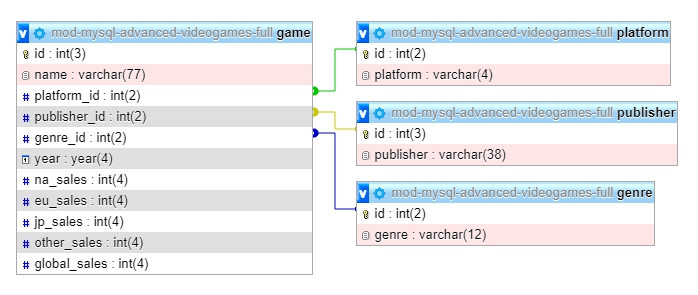 mod-mysql-advanced-videogames-full game
id : int(3)
name : varchar(77)
platform_id : int(2)
publisher_id : int(2)
genre_id : int(2)
year : year(4)
na_sales : int(4)
eu_sales : int(4)
jp_sales : int(4)
other_sales : int(4)
global_sales : int(4)
mod-mysql-advanced-videogames-full platform
id : int(2)
platform : varchar(4)
mod-mysql-advanced-videogames-full publisher
id : int(3)
publisher : varchar(38)
mod-mysql-advanced-videogames-full genre
id : int(2)
genre : varchar(12)